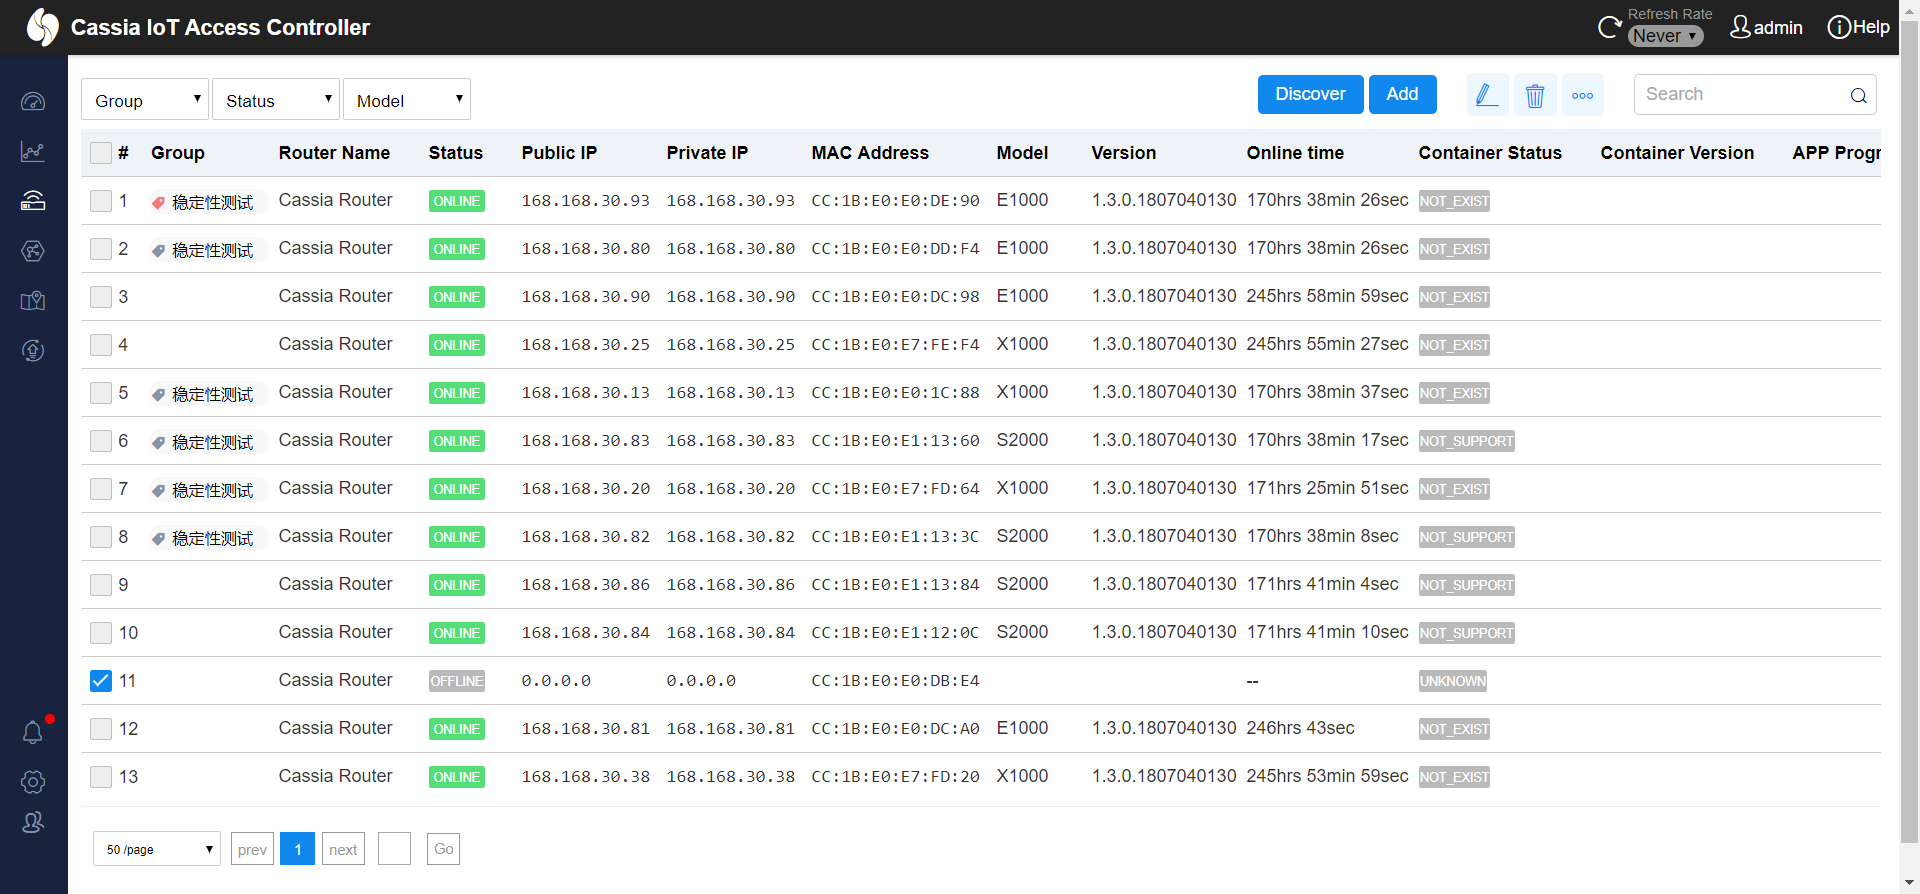 Cassia IoT Access Controller
Refresh Rate
Never
admin
Help
Group Status Model Discover Add Search
# Group Router Name Status Public IP Private IP MAC Address Model Version Online time Container Status Container Version APP Progr
1 稳定性测试 Cassia Router ONLINE 168.168.30.93 168.168.30.93 CC:1B:E0:E0:DE:90 E1000 1.3.0.1807040130 170hrs 38min 26sec NOT_EXIST
2 稳定性测试 Cassia Router ONLINE 168.168.30.80 168.168.30.80 CC:1B:E0:E0:DD:F4 E1000 1.3.0.1807040130 170hrs 38min 26sec NOT_EXIST
3 Cassia Router ONLINE 168.168.30.90 168.168.30.90 CC:1B:E0:E0:DC:98 E1000 1.3.0.1807040130 245hrs 58min 59sec NOT_EXIST
4 Cassia Router ONLINE 168.168.30.25 168.168.30.25 CC:1B:E0:E7:FE:F4 X1000 1.3.0.1807040130 245hrs 55min 27sec NOT_EXIST
5 稳定性测试 Cassia Router ONLINE 168.168.30.13 168.168.30.13 CC:1B:E0:E0:1C:88 X1000 1.3.0.1807040130 170hrs 38min 37sec NOT_EXIST
6 稳定性测试 Cassia Router ONLINE 168.168.30.83 168.168.30.83 CC:1B:E0:E1:13:60 S2000 1.3.0.1807040130 170hrs 38min 17sec NOT_SUPPORT
7 稳定性测试 Cassia Router ONLINE 168.168.30.20 168.168.30.20 CC:1B:E0:E7:FD:64 X1000 1.3.0.1807040130 171hrs 25min 51sec NOT_EXIST
8 稳定性测试 Cassia Router ONLINE 168.168.30.82 168.168.30.82 CC:1B:E0:E1:13:3C S2000 1.3.0.1807040130 170hrs 38min 8sec NOT_SUPPORT
9 Cassia Router ONLINE 168.168.30.86 168.168.30.86 CC:1B:E0:E1:13:84 S2000 1.3.0.1807040130 171hrs 41min 4sec NOT_SUPPORT
10 Cassia Router ONLINE 168.168.30.84 168.168.30.84 CC:1B:E0:E1:12:0C S2000 1.3.0.1807040130 171hrs 41min 10sec NOT_SUPPORT
11 Cassia Router OFFLINE 0.0.0.0 0.0.0.0 CC:1B:E0:E0:DB:E4 -- UNKNOWN
12 Cassia Router ONLINE 168.168.30.81 168.168.30.81 CC:1B:E0:E0:DC:A0 E1000 1.3.0.1807040130 246hrs 43sec NOT_EXIST
13 Cassia Router ONLINE 168.168.30.38 168.168.30.38 CC:1B:E0:E7:FD:20 X1000 1.3.0.1807040130 245hrs 53min 59sec NOT_EXIST
50 /page prev 1 next Go